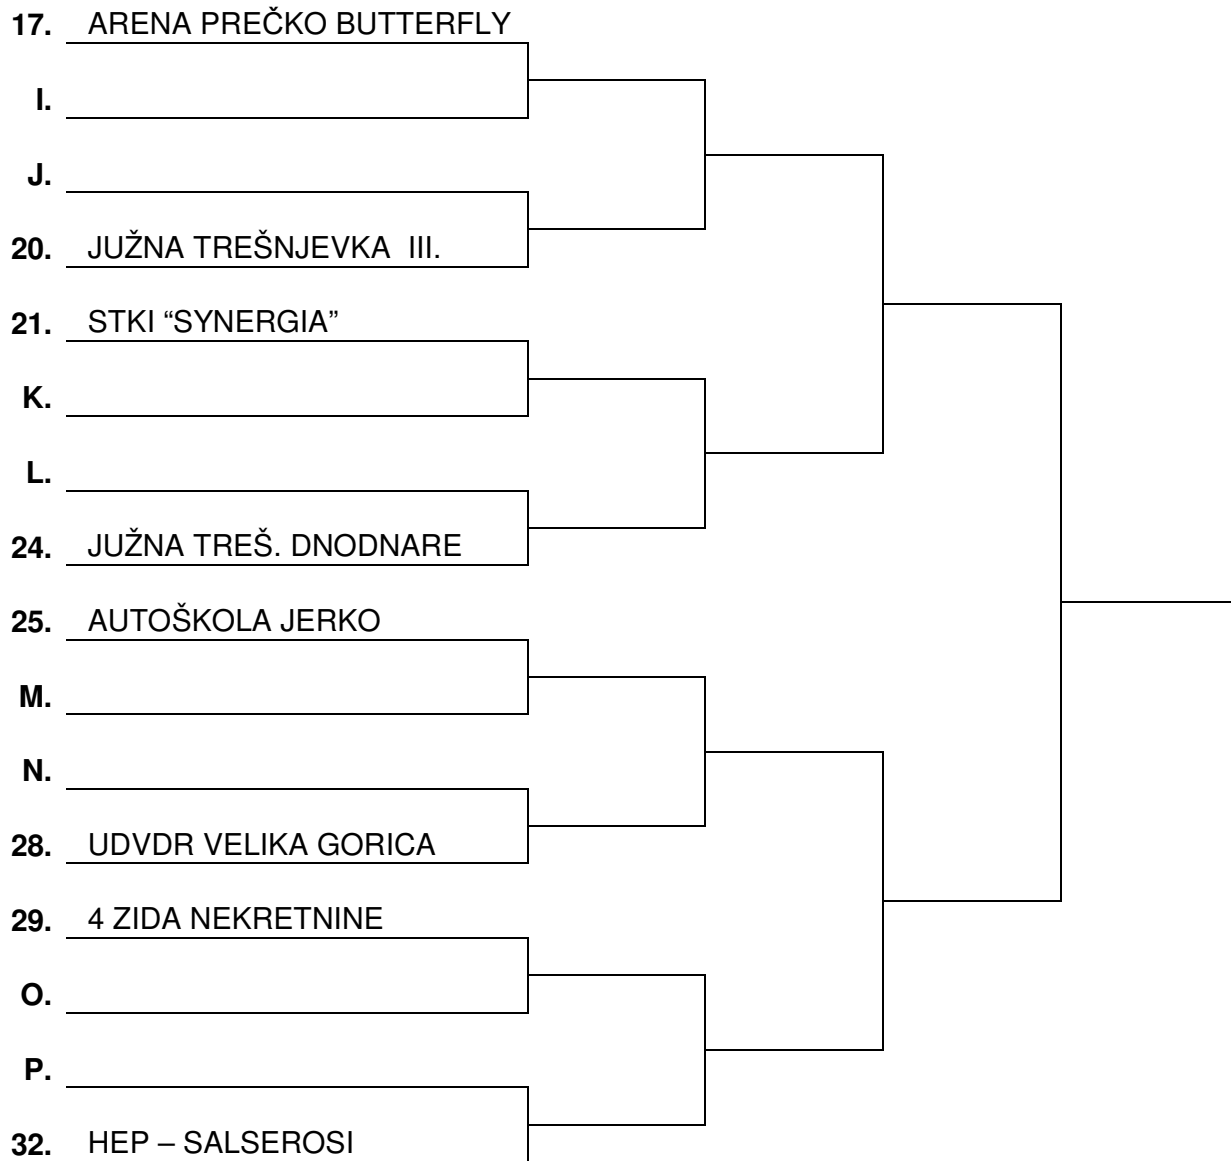 17. ARENA PREČKO BUTTERFLY
I.
J.
20. JUŽNA TREŠNJEVKA  III.
21. STKI “SYNERGIA”
K.
L.
24. JUŽNA TREŠ. DNODNARE
25. AUTOŠKOLA JERKO
M.
N.
28. UDVDR VELIKA GORICA
29. 4 ZIDA NEKRETNINE
O.
P.
32. HEP – SALSEROSI